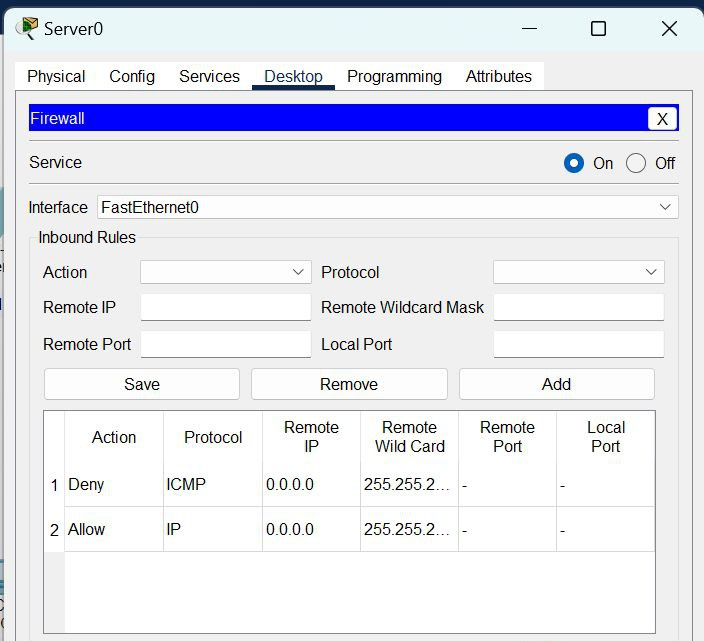 Server0
Physical Config Services Desktop Programming Attributes
Firewall X
Service On Off
Interface FastEthernet0
Inbound Rules
Action Protocol
Remote IP Remote Wildcard Mask
Remote Port Local Port
Save Remove Add
Action Protocol Remote IP Remote Wild Card Remote Port Local Port
1 Deny ICMP 0.0.0.0 255.255.2... - -
2 Allow IP 0.0.0.0 255.255.2... - -